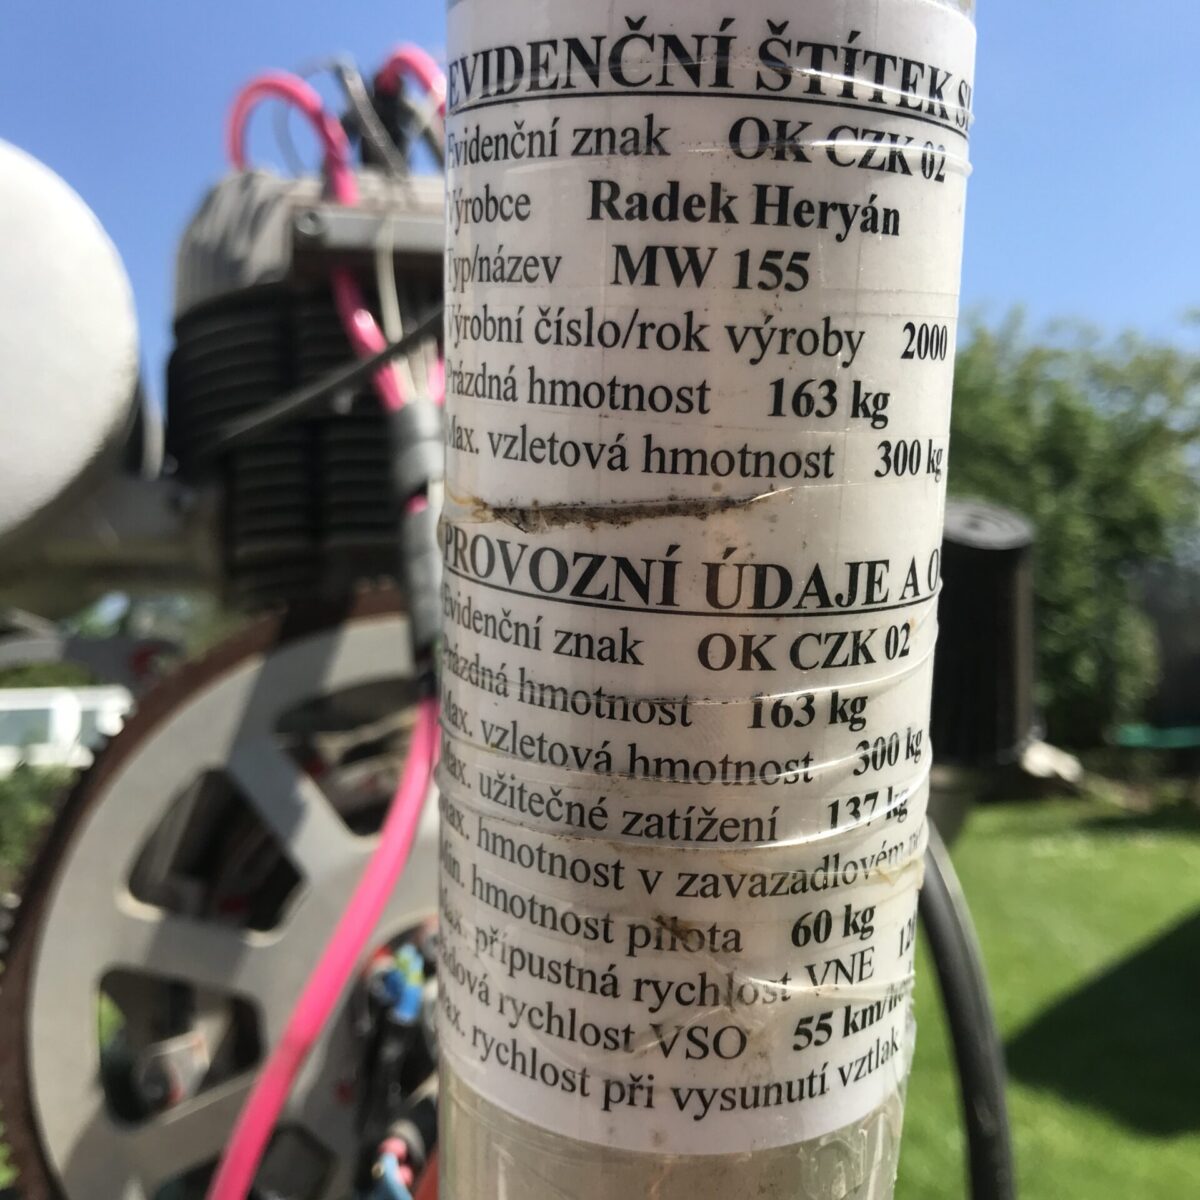 EVIDENČNÍ ŠTÍTEK
Evidenční znak OK CZK 02
Výrobce Radek Heryán
Typ/název MW 155
Výrobní číslo/rok výroby 2000
Prázdná hmotnost 163 kg
Max. vzletová hmotnost 300 kg
PROVOZNÍ ÚDAJE A
Evidenční znak OK CZK 02
Prázdná hmotnost 163 kg
Max. vzletová hmotnost 300 kg
Max. užitečné zatížení 137 kg
Max. hmotnost v zavazadlovém
Min. hmotnost pilota 60 kg
Max. přípustná rychlost VNE
Pádová rychlost VSO 55 km/
Max. rychlost při vysunutí vztlak.